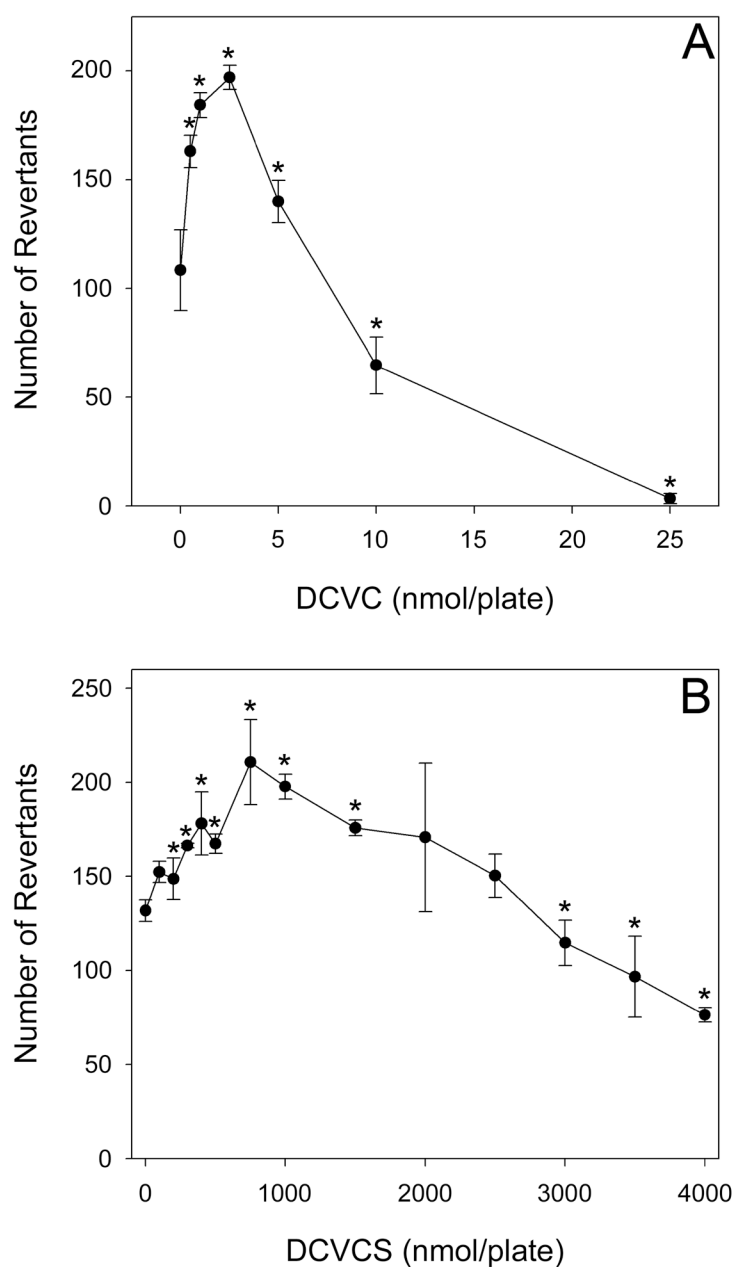 A
200
150
100
50
0
Number of Revertants
* * * * * *
0 5 10 15 20 25
DCVC (nmol/plate)
B
250
200
150
100
50
0
Number of Revertants
* * * * * * * * * *
0 1000 2000 3000 4000
DCVCS (nmol/plate)